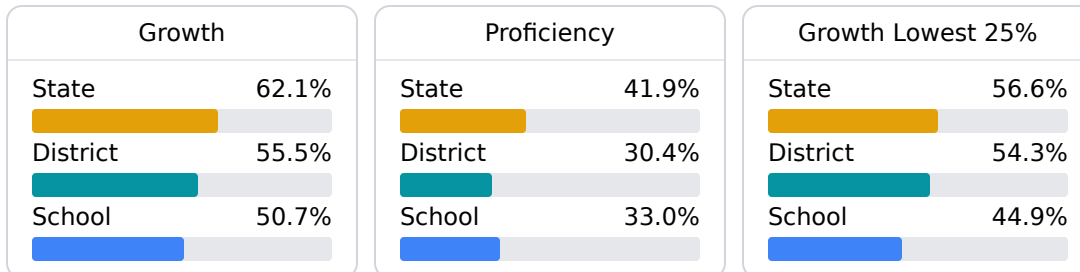 Growth
State 62.1%
District 55.5%
School 50.7%
Proficiency
State 41.9%
District 30.4%
School 33.0%
Growth Lowest 25%
State 56.6%
District 54.3%
School 44.9%